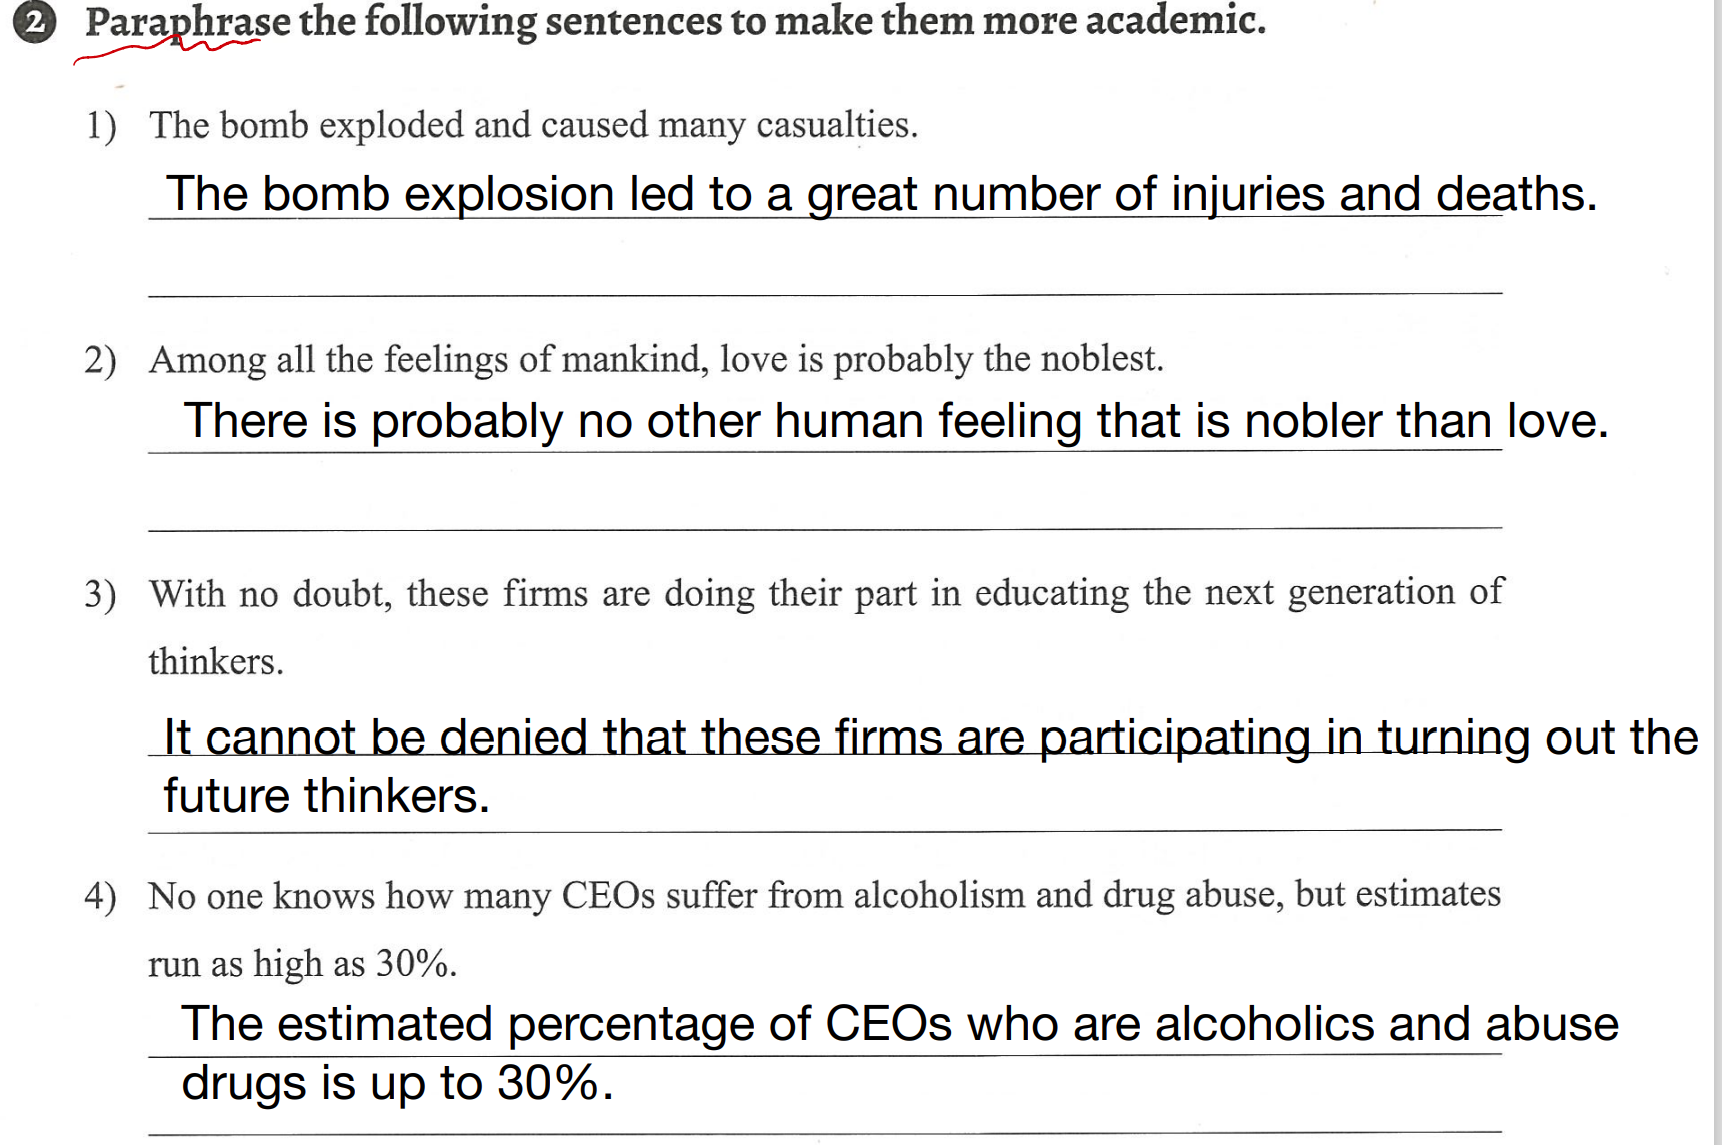 2 Paraphrase the following sentences to make them more academic.
1) The bomb exploded and caused many casualties.
The bomb explosion led to a great number of injuries and deaths.
2) Among all the feelings of mankind, love is probably the noblest.
There is probably no other human feeling that is nobler than love.
3) With no doubt, these firms are doing their part in educating the next generation of
thinkers.
It cannot be denied that these firms are participating in turning out the
future thinkers.
4) No one knows how many CEOs suffer from alcoholism and drug abuse, but estimates
run as high as 30%.
The estimated percentage of CEOs who are alcoholics and abuse
drugs is up to 30%.